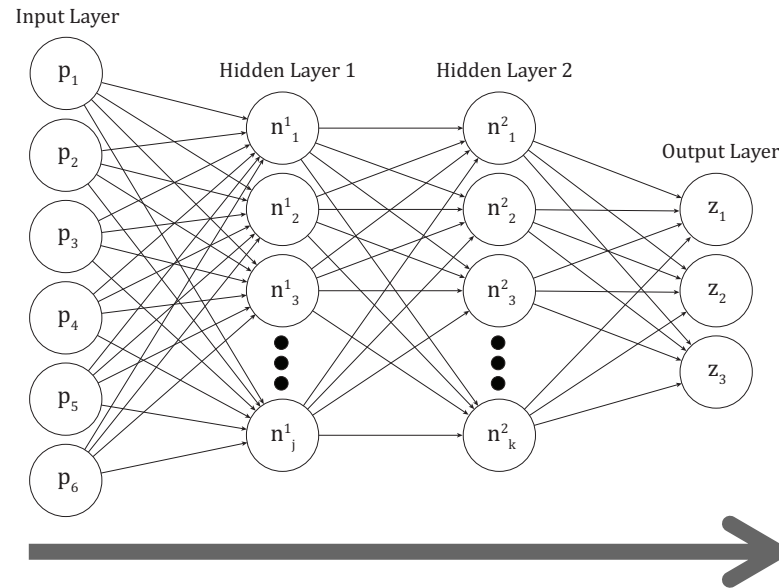 Input Layer
p₁
p₂
p₃
p₄
p₅
p₆
Hidden Layer 1
n¹₁
n¹₂
n¹₃
n¹ⱼ
Hidden Layer 2
n²₁
n²₂
n²₃
n²ₖ
Output Layer
z₁
z₂
z₃